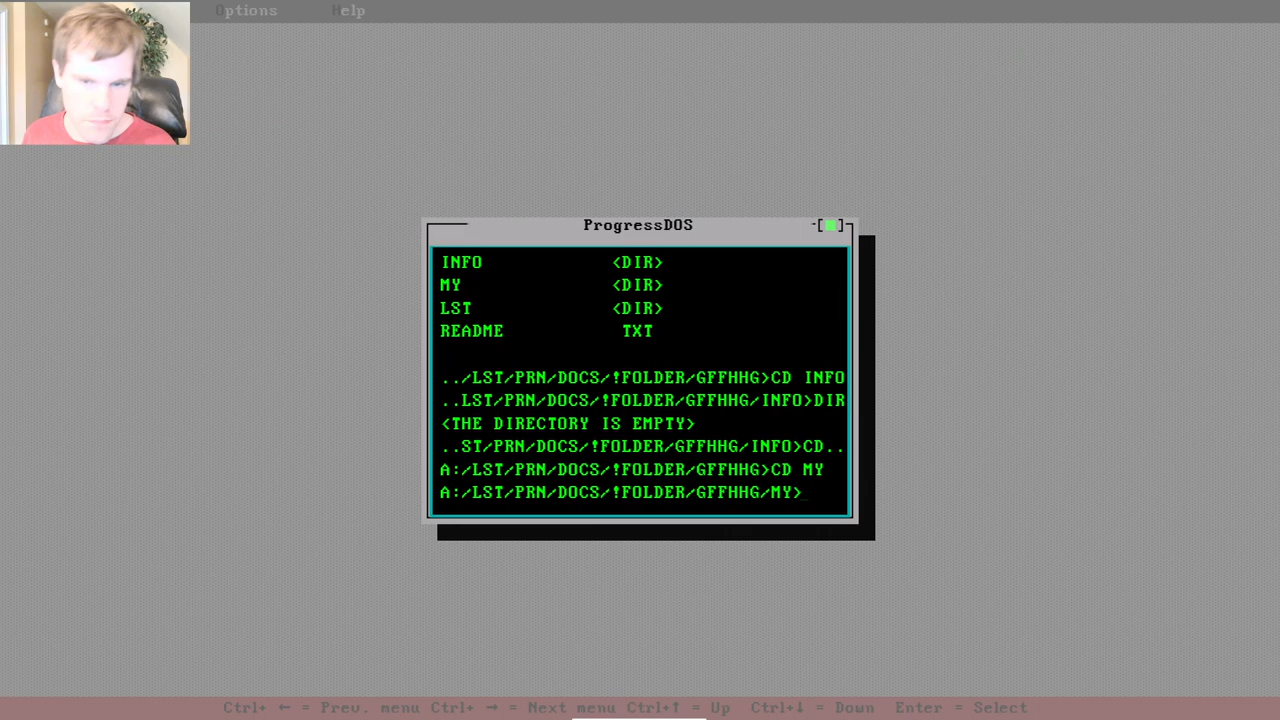 Options Help
ProgressDOS
[■]
INFO <DIR>
MY <DIR>
LST <DIR>
README TXT
../LST/PRN/DOCS/!FOLDER/GFFHHG>CD INFO
..LST/PRN/DOCS/!FOLDER/GFFHHG/INFO>DIR
<THE DIRECTORY IS EMPTY>
..ST/PRN/DOCS/!FOLDER/GFFHHG/INFO>CD..
A:/LST/PRN/DOCS/!FOLDER/GFFHHG>CD MY
A:/LST/PRN/DOCS/!FOLDER/GFFHHG/MY>_
Ctrl+ ← = Prev. menu Ctrl+ → = Next menu Ctrl+↑ = Up Ctrl+↓ = Down Enter = Select